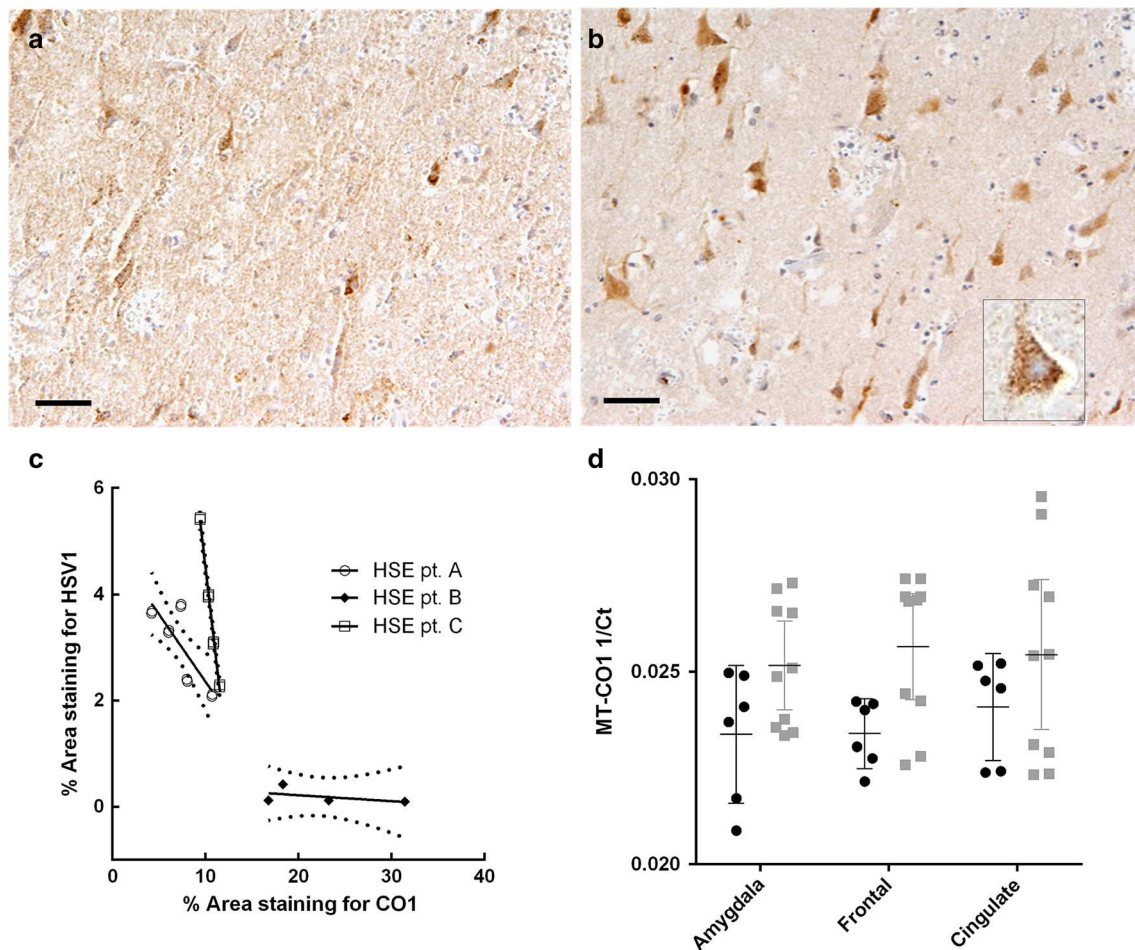 a
b
c
6
4
2
0
% Area staining for HSV1
HSE pt. A
HSE pt. B
HSE pt. C
0
10
20
30
40
% Area staining for CO1
d
0.030
0.025
0.020
MT-CO1 1/Ct
Amygdala
Frontal
Cingulate